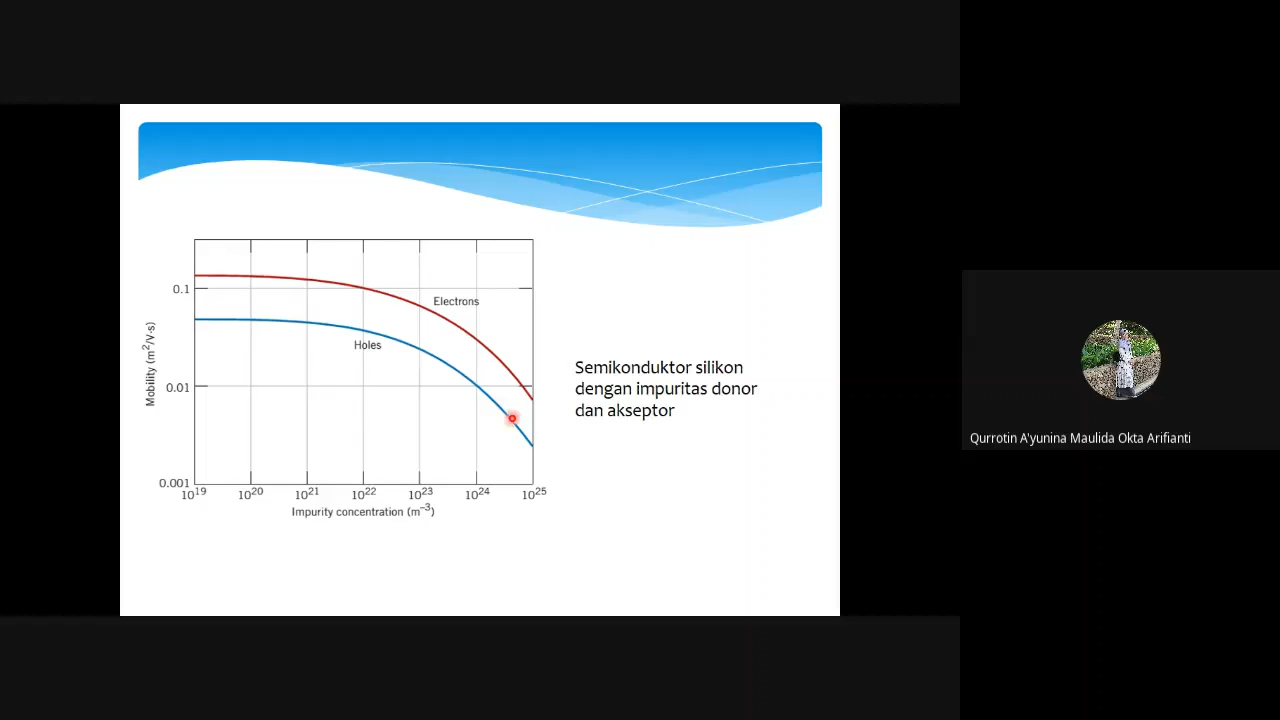 0.1
Electrons
Holes
Mobility (m²/V·s)
0.01
0.001
10¹⁹ 10²⁰ 10²¹ 10²² 10²³ 10²⁴ 10²⁵
Impurity concentration (m⁻³)
Semikonduktor silikon
dengan impuritas donor
dan akseptor
Qurrotin A'yunina Maulida Okta Arifianti